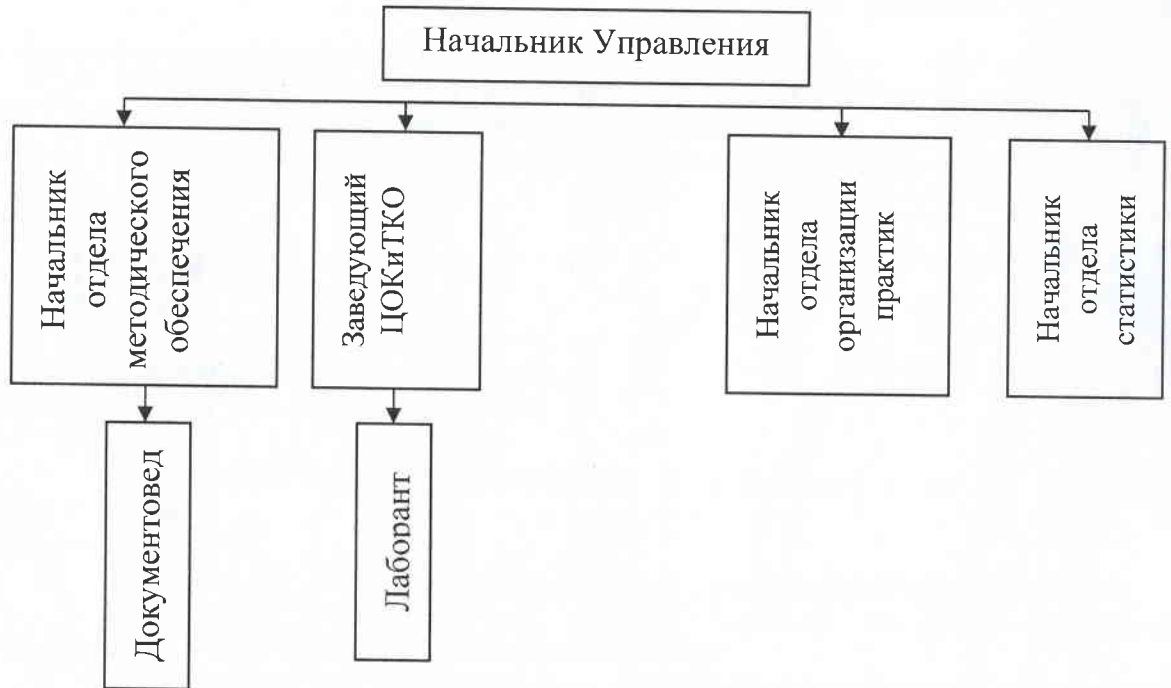 Начальник Управления
Начальник
отдела
методического
обеспечения
Заведующий
ЦОКиТКО
Начальник
отдела
организации
практик
Начальник
отдела
статистики
Документовед
Лаборант